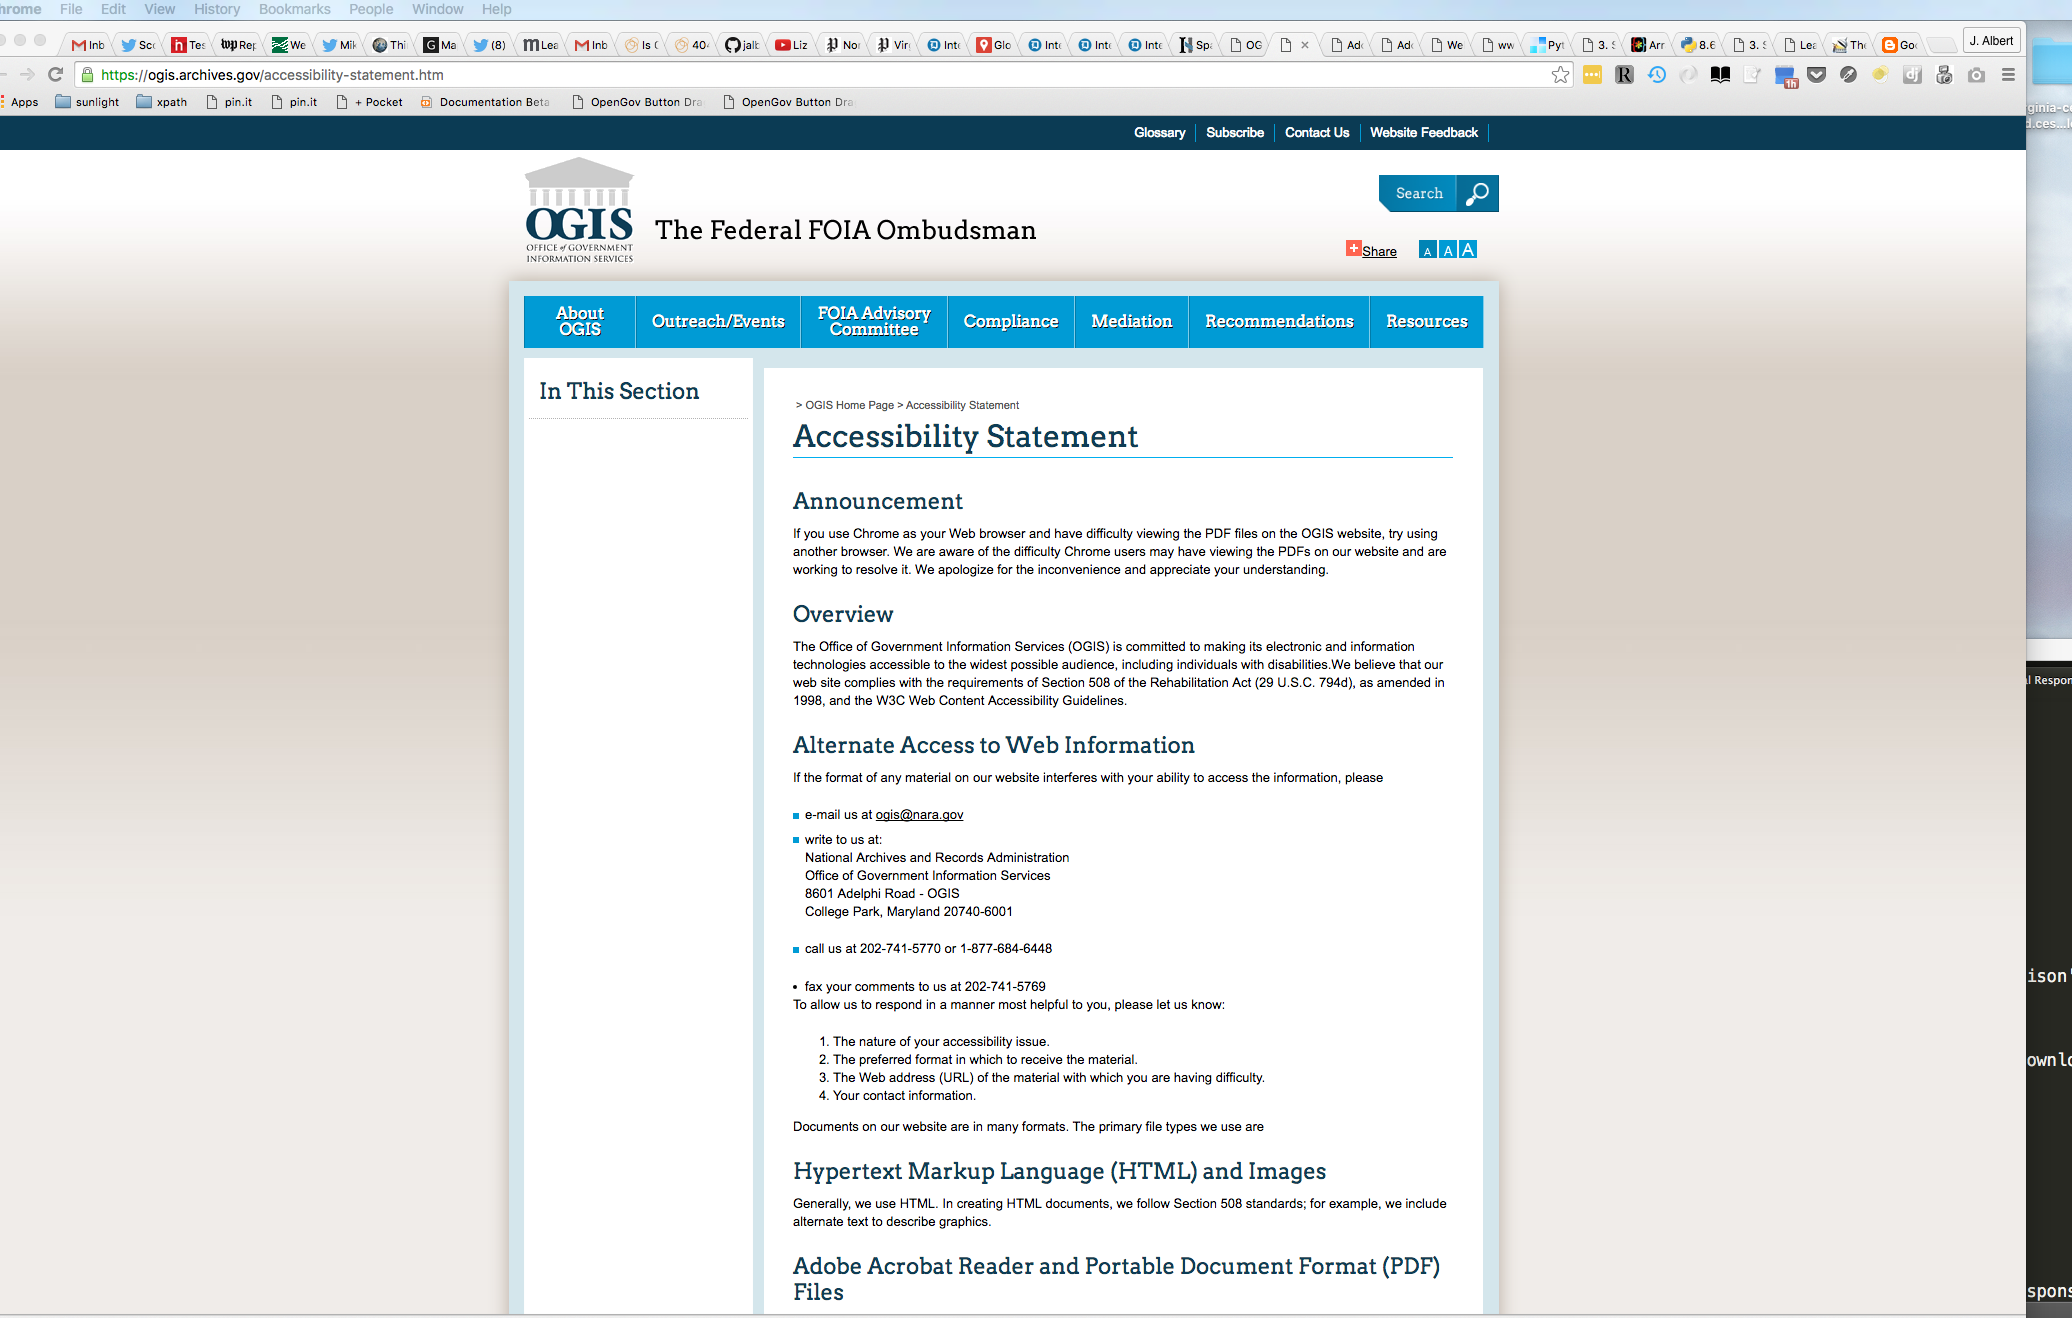 hrome File Edit View History Bookmarks People Window Help
Inb Sco Tes Rep We Mik Thi Ma (8) Lea Inb Is ( 40 jalb Liz Nor Vir Int Glo Int Int Int Spa OG Ado Ado We ww Pyt 3. S Arr 8.6 3. S Lea The Go J. Albert
https://ogis.archives.gov/accessibility-statement.htm
Apps sunlight xpath pin.it pin.it + Pocket Documentation Beta OpenGov Button Dra OpenGov Button Dra
Glossary Subscribe Contact Us Website Feedback
OGIS
OFFICE of GOVERNMENT
INFORMATION SERVICES
The Federal FOIA Ombudsman
Search
Share A A A
About OGIS
Outreach/Events
FOIA Advisory Committee
Compliance
Mediation
Recommendations
Resources
In This Section
> OGIS Home Page > Accessibility Statement
Accessibility Statement
Announcement
If you use Chrome as your Web browser and have difficulty viewing the PDF files on the OGIS website, try using
another browser. We are aware of the difficulty Chrome users may have viewing the PDFs on our website and are
working to resolve it. We apologize for the inconvenience and appreciate your understanding.
Overview
The Office of Government Information Services (OGIS) is committed to making its electronic and information
technologies accessible to the widest possible audience, including individuals with disabilities.We believe that our
web site complies with the requirements of Section 508 of the Rehabilitation Act (29 U.S.C. 794d), as amended in
1998, and the W3C Web Content Accessibility Guidelines.
Alternate Access to Web Information
If the format of any material on our website interferes with your ability to access the information, please
e-mail us at ogis@nara.gov
write to us at:
National Archives and Records Administration
Office of Government Information Services
8601 Adelphi Road - OGIS
College Park, Maryland 20740-6001
call us at 202-741-5770 or 1-877-684-6448
• fax your comments to us at 202-741-5769
To allow us to respond in a manner most helpful to you, please let us know:
1. The nature of your accessibility issue.
2. The preferred format in which to receive the material.
3. The Web address (URL) of the material with which you are having difficulty.
4. Your contact information.
Documents on our website are in many formats. The primary file types we use are
Hypertext Markup Language (HTML) and Images
Generally, we use HTML. In creating HTML documents, we follow Section 508 standards; for example, we include
alternate text to describe graphics.
Adobe Acrobat Reader and Portable Document Format (PDF)
Files
ginia-co
d.ces...l
l Respon
ison'
ownlo
spons